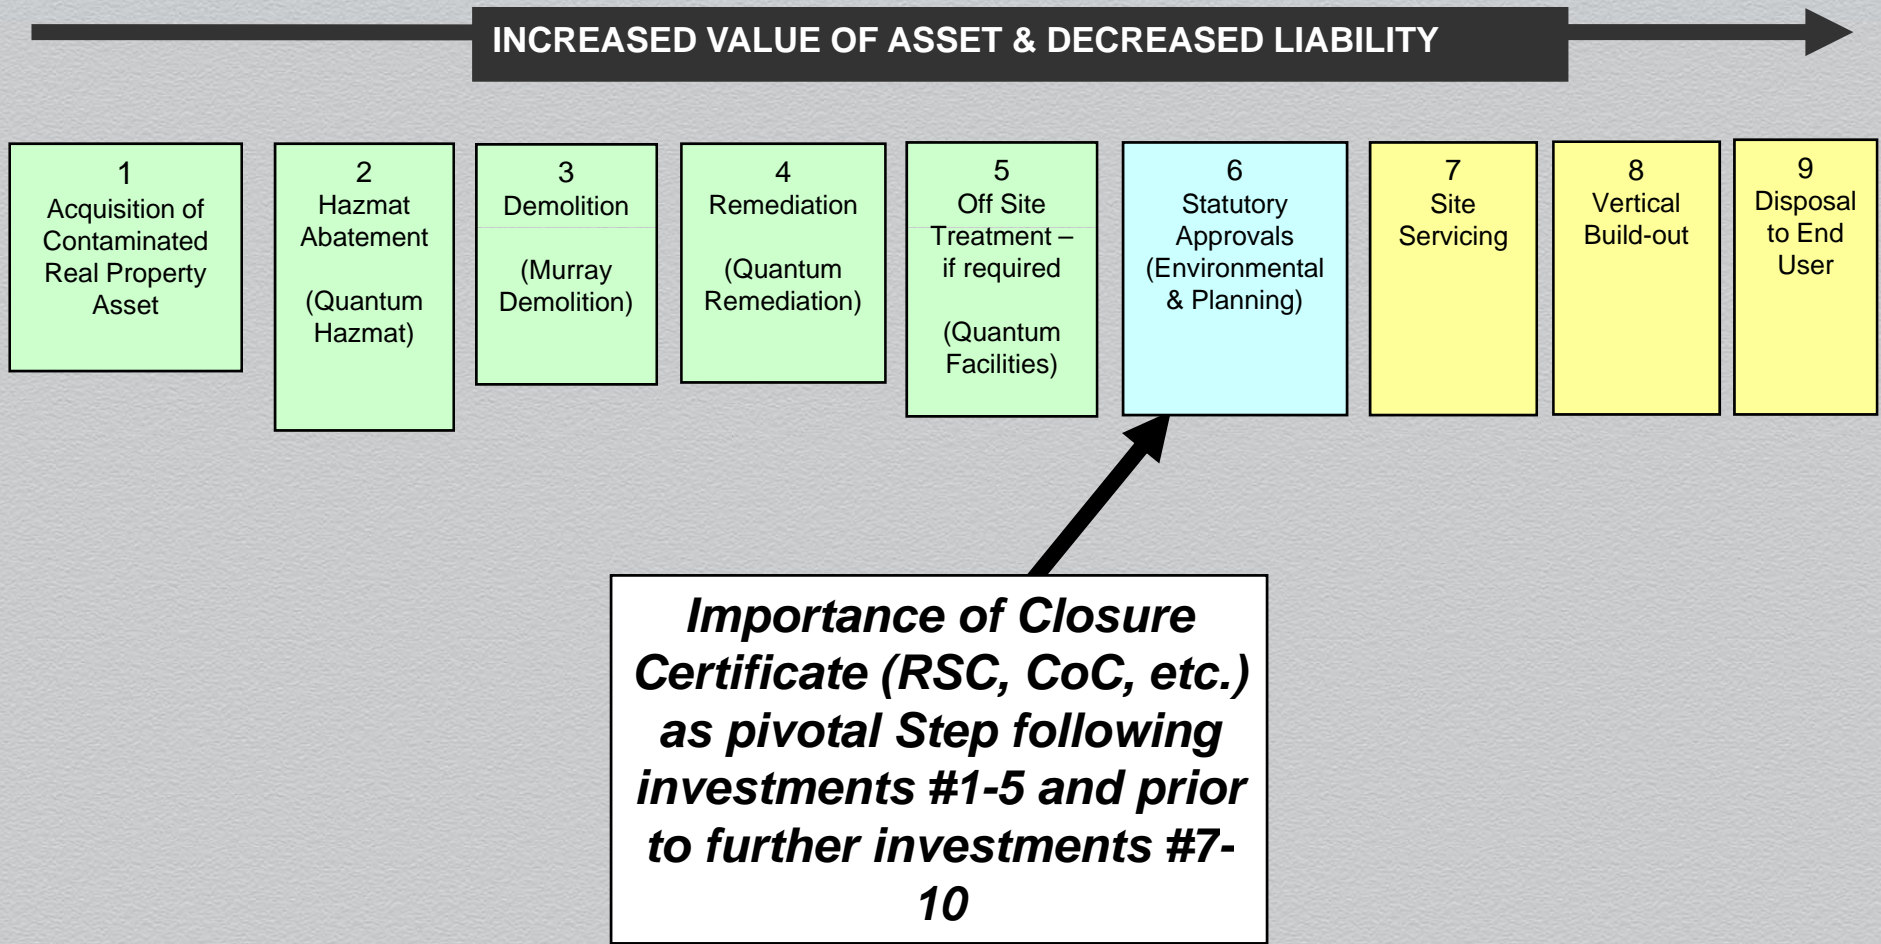 INCREASED VALUE OF ASSET & DECREASED LIABILITY
1
Acquisition of
Contaminated
Real Property
Asset
2
Hazmat
Abatement
(Quantum
Hazmat)
3
Demolition
(Murray
Demolition)
4
Remediation
(Quantum
Remediation)
5
Off Site
Treatment –
if required
(Quantum
Facilities)
6
Statutory
Approvals
(Environmental
& Planning)
7
Site
Servicing
8
Vertical
Build-out
9
Disposal
to End
User
Importance of Closure
Certificate (RSC, CoC, etc.)
as pivotal Step following
investments #1-5 and prior
to further investments #7-
10